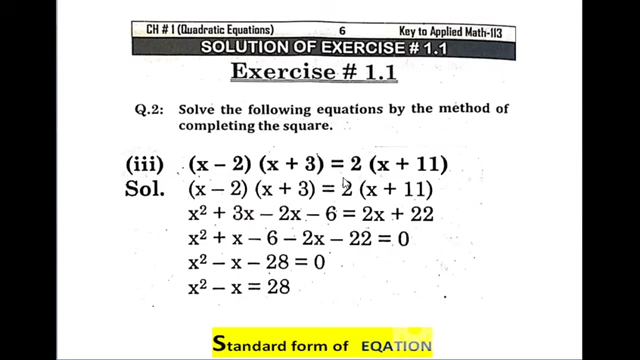 CH # 1 (Quadratic Equations) 6 Key to Applied Math-113
SOLUTION OF EXERCISE # 1.1
Exercise # 1.1
Q.2: Solve the following equations by the method of
completing the square.
(iii) (x – 2) (x + 3) = 2 (x + 11)
Sol. (x – 2) (x + 3) = 2 (x + 11)
x² + 3x – 2x – 6 = 2x + 22
x² + x – 6 – 2x – 22 = 0
x² – x – 28 = 0
x² – x = 28
Standard form of EQATION